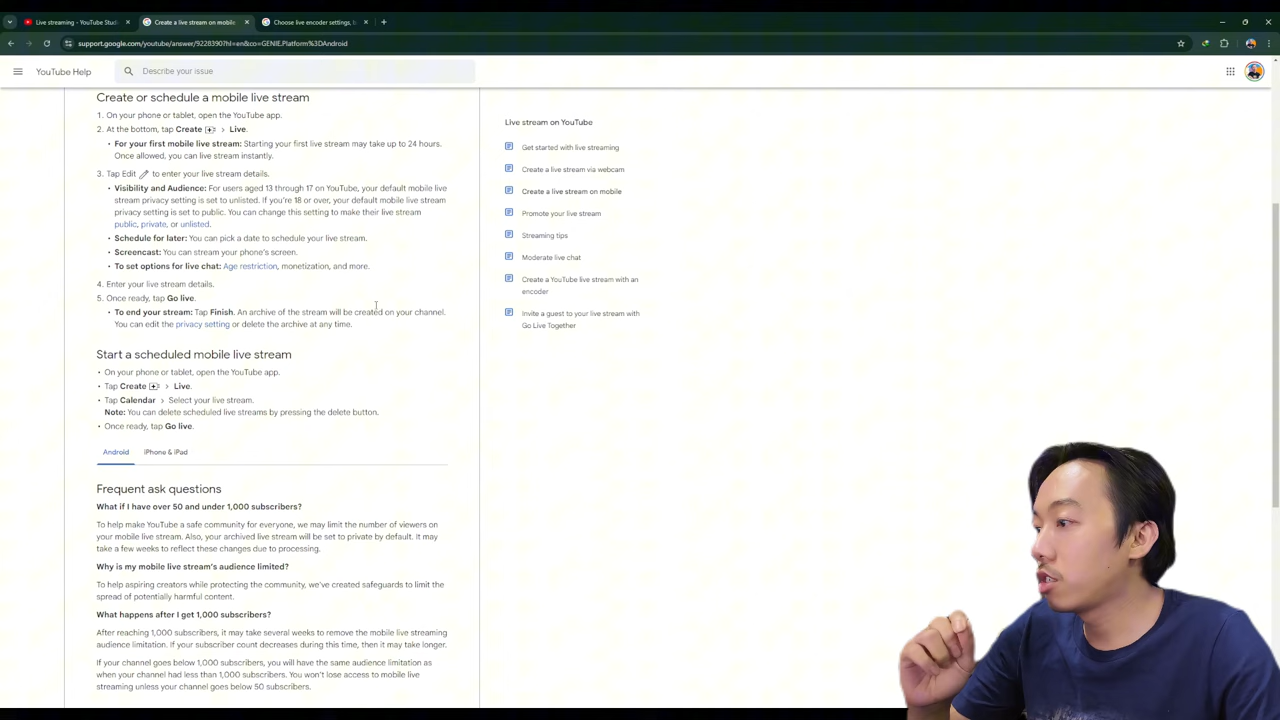 Live streaming - YouTube Stud
Create a live stream on mobile
Choose live encoder settings, b
support.google.com/youtube/answer/9228390?hl=en&co=GENIE.Platform%3DAndroid
YouTube Help
Describe your issue
Create or schedule a mobile live stream
1. On your phone or tablet, open the YouTube app.
2. At the bottom, tap Create > Live.
• For your first mobile live stream: Starting your first live stream may take up to 24 hours.
Once allowed, you can live stream instantly.
3. Tap Edit to enter your live stream details.
• Visibility and Audience: For users aged 13 through 17 on YouTube, your default mobile live
stream privacy setting is set to unlisted. If you're 18 or over, your default mobile live stream
privacy setting is set to public. You can change this setting to make their live stream
public, private, or unlisted.
• Schedule for later: You can pick a date to schedule your live stream.
• Screencast: You can stream your phone's screen.
• To set options for live chat: Age restriction, monetization, and more.
4. Enter your live stream details.
5. Once ready, tap Go live.
• To end your stream: Tap Finish. An archive of the stream will be created on your channel.
You can edit the privacy setting or delete the archive at any time.
Start a scheduled mobile live stream
• On your phone or tablet, open the YouTube app.
• Tap Create > Live.
• Tap Calendar > Select your live stream.
Note: You can delete scheduled live streams by pressing the delete button.
• Once ready, tap Go live.
Android iPhone & iPad
Frequent ask questions
What if I have over 50 and under 1,000 subscribers?
To help make YouTube a safe community for everyone, we may limit the number of viewers on
your mobile live stream. Also, your archived live stream will be set to private by default. It may
take a few weeks to reflect these changes due to processing.
Why is my mobile live stream's audience limited?
To help aspiring creators while protecting the community, we've created safeguards to limit the
spread of potentially harmful content.
What happens after I get 1,000 subscribers?
After reaching 1,000 subscribers, it may take several weeks to remove the mobile live streaming
audience limitation. If your subscriber count decreases during this time, then it may take longer.
If your channel goes below 1,000 subscribers, you will have the same audience limitation as
when your channel had less than 1,000 subscribers. You won't lose access to mobile live
streaming unless your channel goes below 50 subscribers.
Live stream on YouTube
Get started with live streaming
Create a live stream via webcam
Create a live stream on mobile
Promote your live stream
Streaming tips
Moderate live chat
Create a YouTube live stream with an
encoder
Invite a guest to your live stream with
Go Live Together